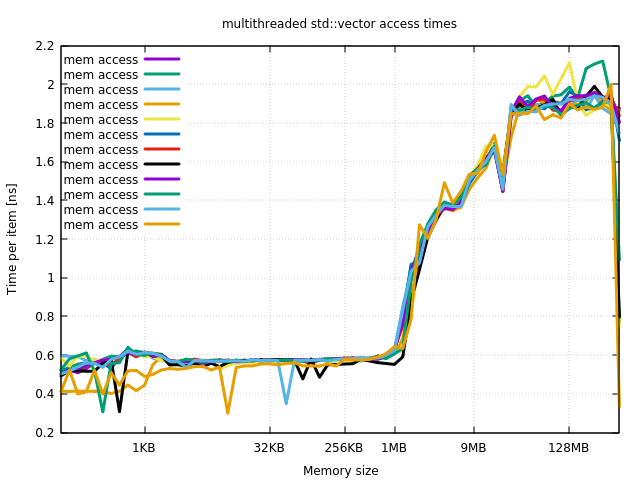 multithreaded std::vector access times
Time per item [ns]
2.2
2
1.8
1.6
1.4
1.2
1
0.8
0.6
0.4
0.2
mem access
mem access
mem access
mem access
mem access
mem access
mem access
mem access
mem access
mem access
mem access
mem access
1KB 32KB 256KB 1MB 9MB 128MB
Memory size